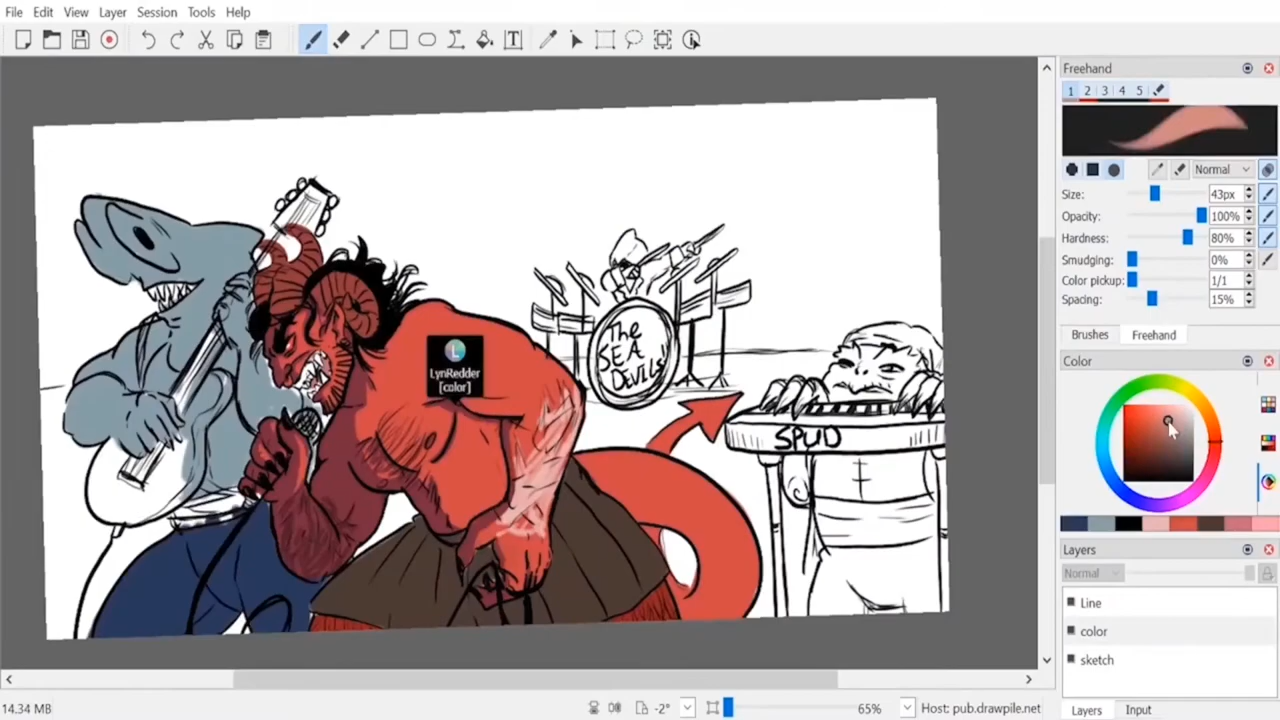 File Edit View Layer Session Tools Help
Freehand
1 2 3 4 5
Normal
Size: 43px
Opacity: 100%
Hardness: 80%
Smudging: 0%
Color pickup: 1/1
Spacing: 15%
Brushes Freehand
Color
The
SEA
DEVILS
L
LynRedder
[color]
SPUD
Layers
Normal
Line
color
sketch
14.34 MB -2° 65% Host: pub.drawpile.net
Layers Input